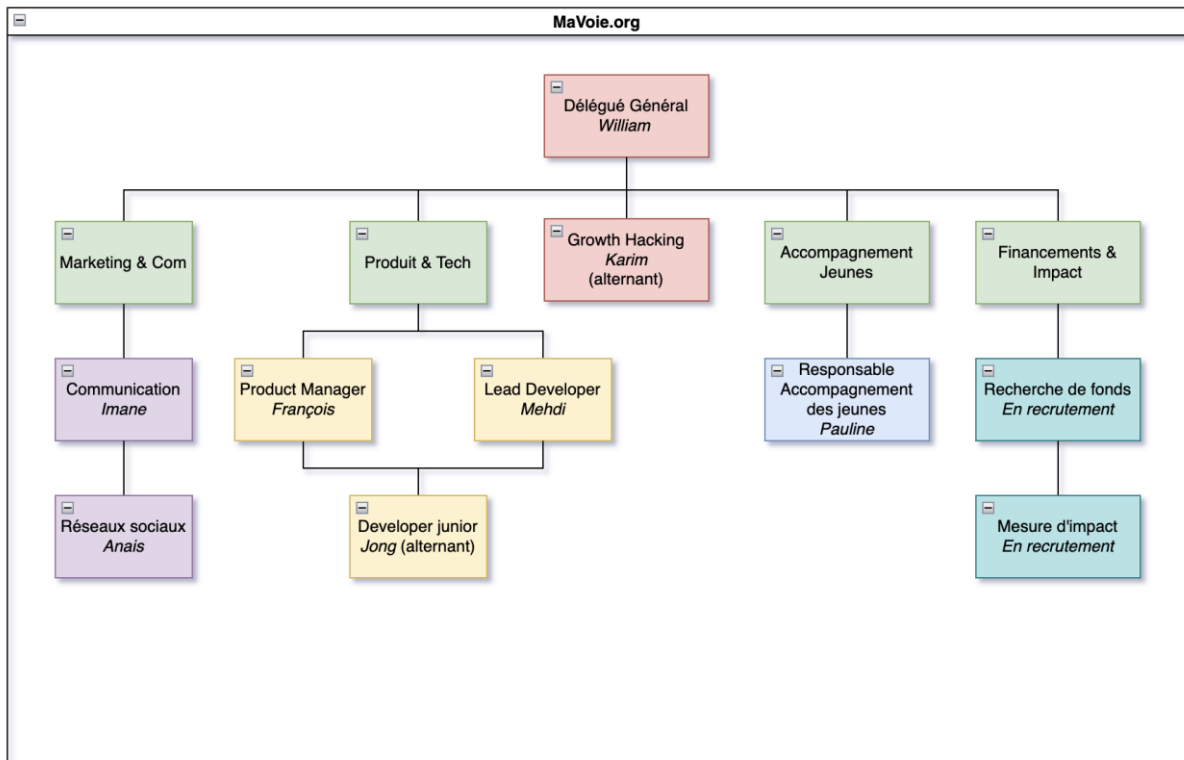 MaVoie.org
Délégué Général
William
Marketing & Com
Produit & Tech
Growth Hacking
Karim
(alternant)
Accompagnement
Jeunes
Financements &
Impact
Communication
Imane
Product Manager
François
Lead Developer
Mehdi
Responsable
Accompagnement
des jeunes
Pauline
Recherche de fonds
En recrutement
Réseaux sociaux
Anais
Developer junior
Jong (alternant)
Mesure d'impact
En recrutement